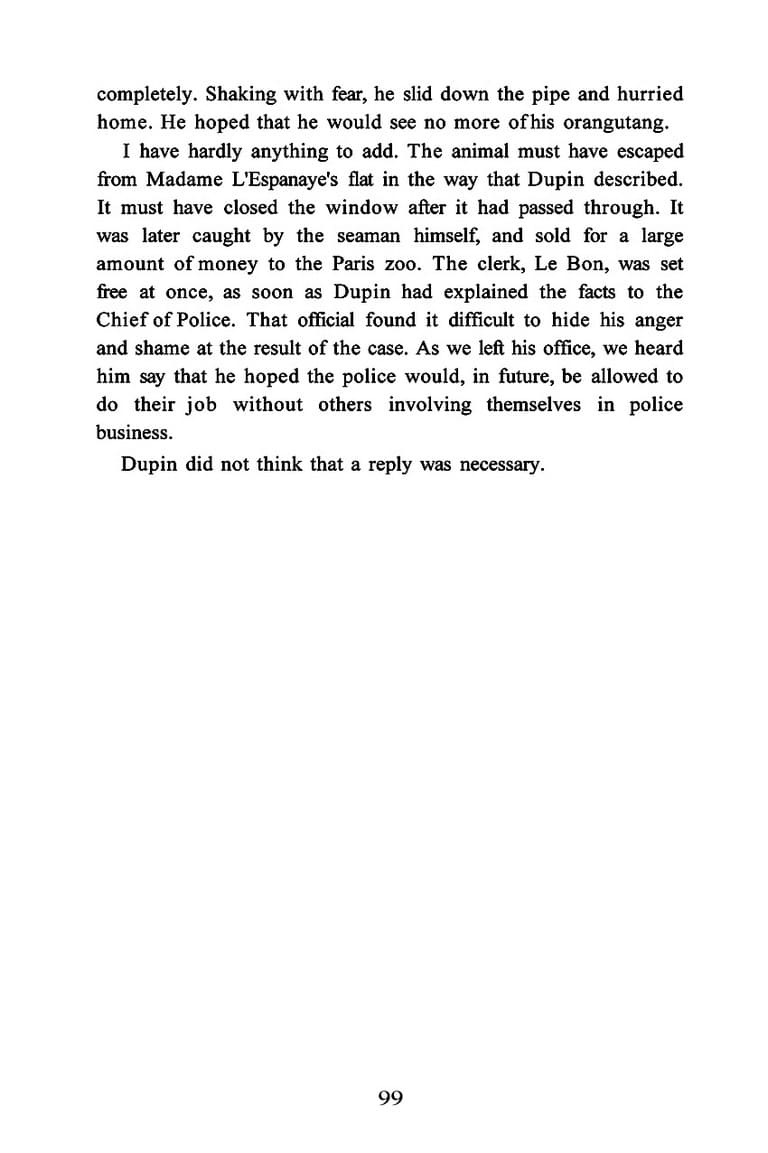 completely. Shaking with fear, he slid down the pipe and hurried
home. He hoped that he would see no more ofhis orangutang.
I have hardly anything to add. The animal must have escaped
from Madame L'Espanaye's flat in the way that Dupin described.
It must have closed the window after it had passed through. It
was later caught by the seaman himself, and sold for a large
amount of money to the Paris zoo. The clerk, Le Bon, was set
free at once, as soon as Dupin had explained the facts to the
Chief of Police. That official found it difficult to hide his anger
and shame at the result of the case. As we left his office, we heard
him say that he hoped the police would, in future, be allowed to
do their job without others involving themselves in police
business.
Dupin did not think that a reply was necessary.
99